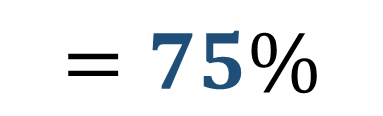 = 75%